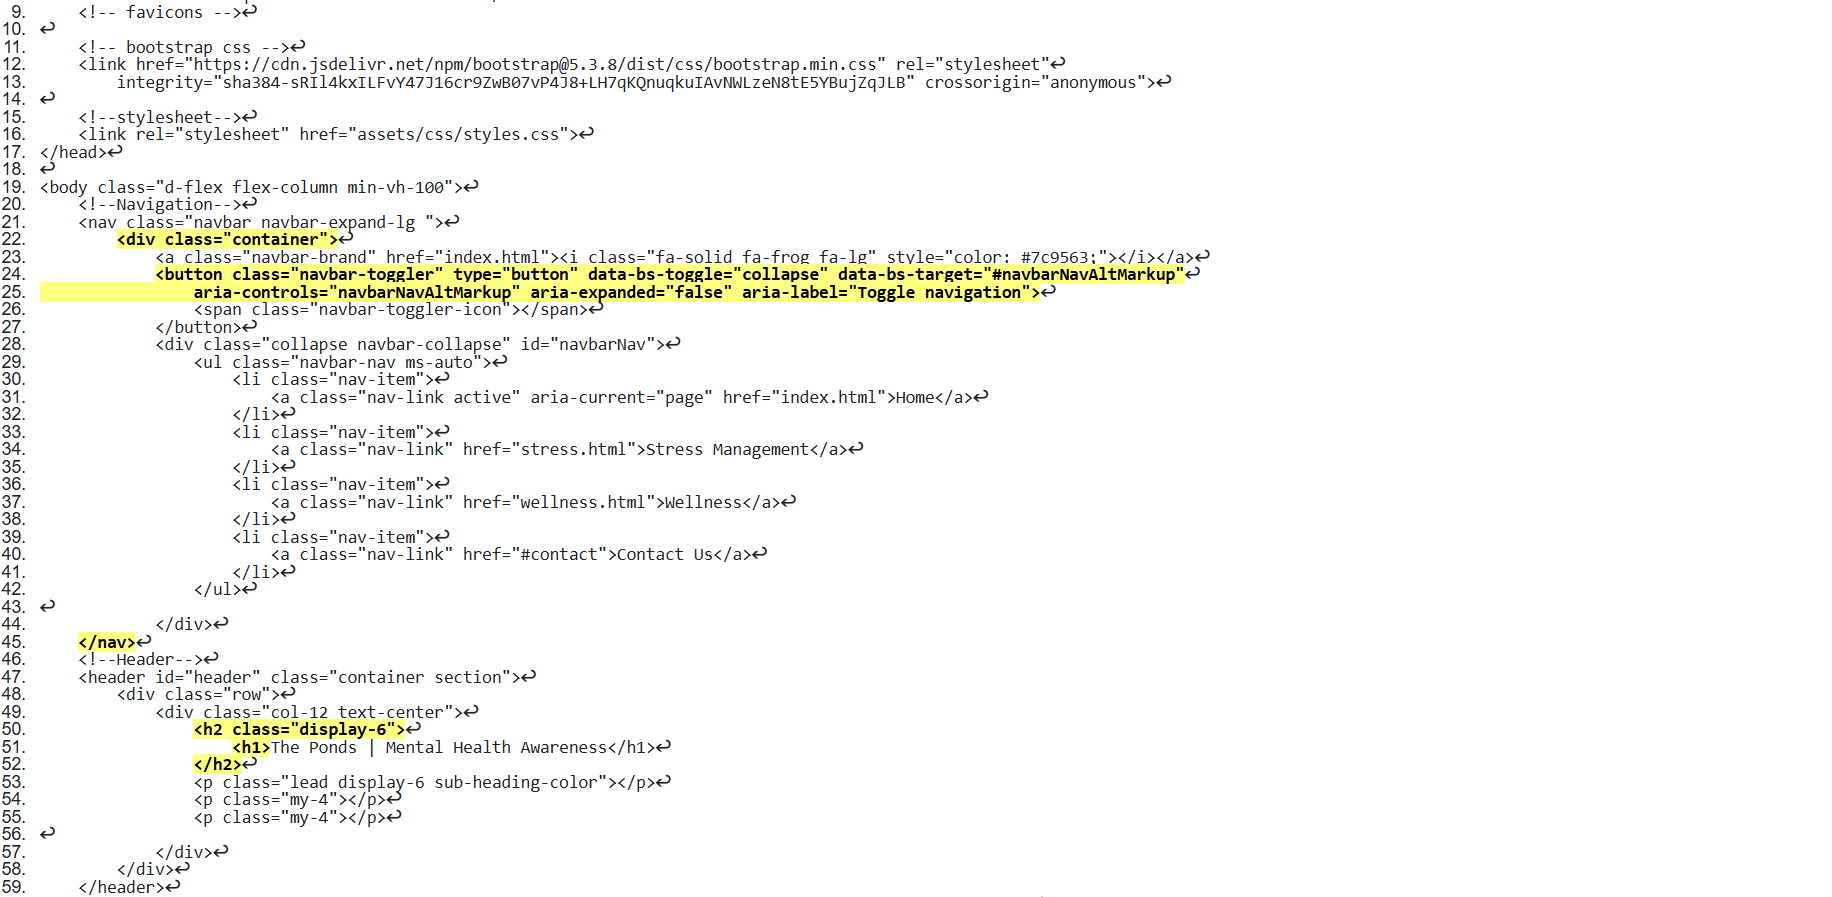 9. <!-- favicons -->↩
10. ↩
11. <!-- bootstrap css -->↩
12. <link href="https://cdn.jsdelivr.net/npm/bootstrap@5.3.8/dist/css/bootstrap.min.css" rel="stylesheet"↩
13. integrity="sha384-sRIl4kxILFvY47J16cr9ZwB07vP4J8+LH7qKQnuqkuIAvNWLzeN8tE5YBujZqJLB" crossorigin="anonymous">↩
14. ↩
15. <!--stylesheet-->↩
16. <link rel="stylesheet" href="assets/css/styles.css">↩
17. </head>↩
18. ↩
19. <body class="d-flex flex-column min-vh-100">↩
20. <!--Navigation-->↩
21. <nav class="navbar navbar-expand-lg ">↩
22. <div class="container">↩
23. <a class="navbar-brand" href="index.html"><i class="fa-solid fa-frog fa-lg" style="color: #7c9563;"></i></a>↩
24. <button class="navbar-toggler" type="button" data-bs-toggle="collapse" data-bs-target="#navbarNavAltMarkup"↩
25. aria-controls="navbarNavAltMarkup" aria-expanded="false" aria-label="Toggle navigation">↩
26. <span class="navbar-toggler-icon"></span>↩
27. </button>↩
28. <div class="collapse navbar-collapse" id="navbarNav">↩
29. <ul class="navbar-nav ms-auto">↩
30. <li class="nav-item">↩
31. <a class="nav-link active" aria-current="page" href="index.html">Home</a>↩
32. </li>↩
33. <li class="nav-item">↩
34. <a class="nav-link" href="stress.html">Stress Management</a>↩
35. </li>↩
36. <li class="nav-item">↩
37. <a class="nav-link" href="wellness.html">Wellness</a>↩
38. </li>↩
39. <li class="nav-item">↩
40. <a class="nav-link" href="#contact">Contact Us</a>↩
41. </li>↩
42. </ul>↩
43. ↩
44. </div>↩
45. </nav>↩
46. <!--Header-->↩
47. <header id="header" class="container section">↩
48. <div class="row">↩
49. <div class="col-12 text-center">↩
50. <h2 class="display-6">↩
51. <h1>The Ponds | Mental Health Awareness</h1>↩
52. </h2>↩
53. <p class="lead display-6 sub-heading-color"></p>↩
54. <p class="my-4"></p>↩
55. <p class="my-4"></p>↩
56. ↩
57. </div>↩
58. </div>↩
59. </header>↩